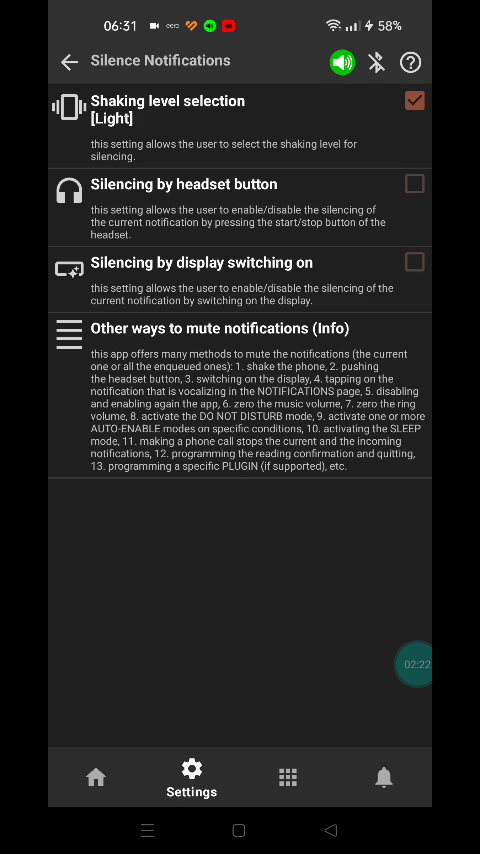 06:31
58%
Silence Notifications
Shaking level selection
[Light]
this setting allows the user to select the shaking level for
silencing.
Silencing by headset button
this setting allows the user to enable/disable the silencing of
the current notification by pressing the start/stop button of the
headset.
Silencing by display switching on
this setting allows the user to enable/disable the silencing of the
current notification by switching on the display.
Other ways to mute notifications (Info)
this app offers many methods to mute the notifications (the current
one or all the enqueued ones): 1. shake the phone, 2. pushing
the headset button, 3. switching on the display, 4. tapping on the
notification that is vocalizing in the NOTIFICATIONS page, 5. disabling
and enabling again the app, 6. zero the music volume, 7. zero the ring
volume, 8. activate the DO NOT DISTURB mode, 9. activate one or more
AUTO-ENABLE modes on specific conditions, 10. activating the SLEEP
mode, 11. making a phone call stops the current and the incoming
notifications, 12. programming the reading confirmation and quitting,
13. programming a specific PLUGIN (if supported), etc.
02:22
Settings